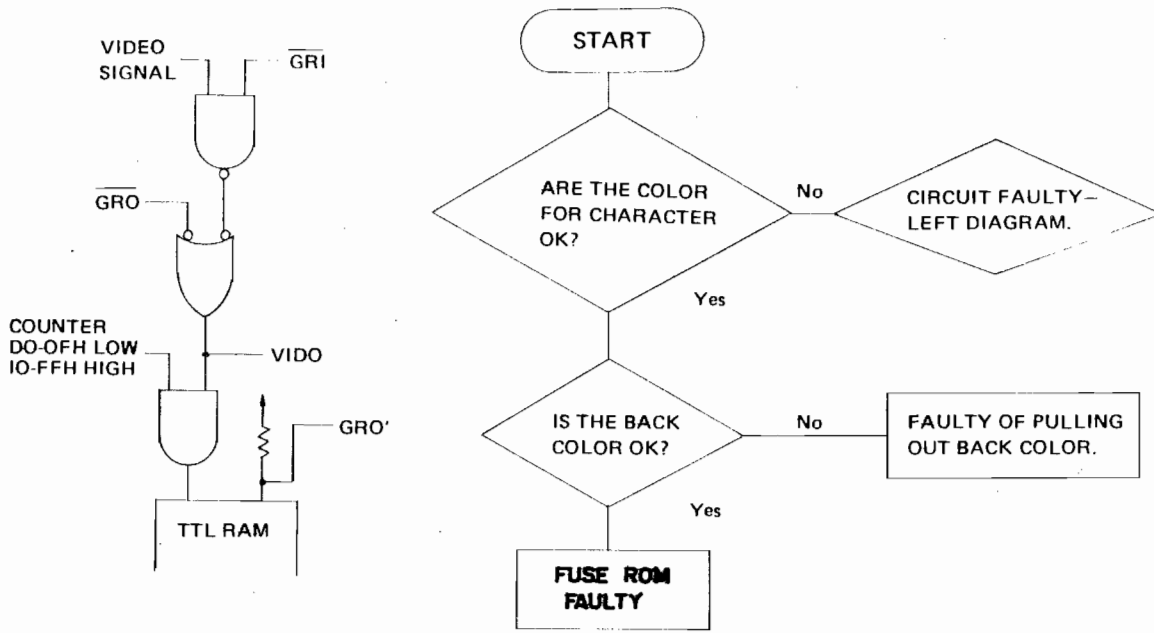 VIDEO
SIGNAL
GRI
GRO
COUNTER
DO-OFH LOW
IO-FFH HIGH
VIDO
GRO'
TTL RAM
START
ARE THE COLOR
FOR CHARACTER
OK?
No
CIRCUIT FAULTY—
LEFT DIAGRAM.
Yes
IS THE BACK
COLOR OK?
No
FAULTY OF PULLING
OUT BACK COLOR.
Yes
FUSE ROM
FAULTY